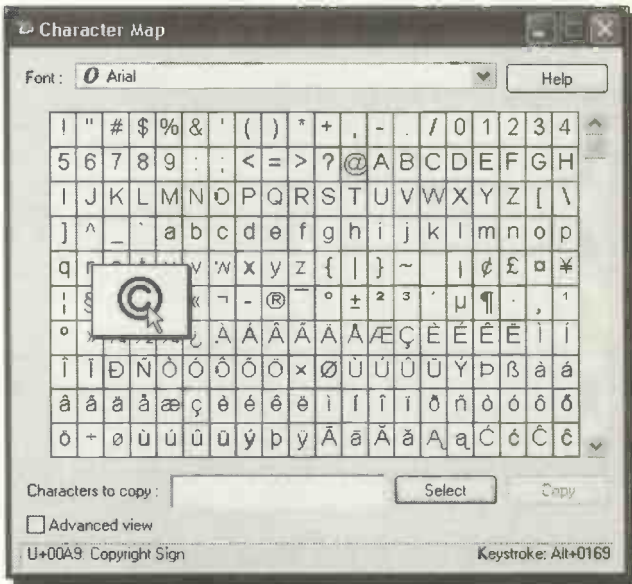 Character Map
Font : O Arial Help
! " # $ % & ' ( ) * + , - . / 0 1 2 3 4
5 6 7 8 9 : ; < = > ? @ A B C D E F G H
I J K L M N O P Q R S T U V W X Y Z [ \
] ^ _ ` a b c d e f g h i j k l m n o p
q r v w x y z { | } ~ ¡ ¢ £ ¤ ¥
¦ § © « ¬ - ® ¯ ° ± ² ³ ´ µ ¶ · ¸ ¹
º » ¿ À Á Â Ã Ä Å Æ Ç È É Ê Ë Ì Í
Î Ï Ð Ñ Ò Ó Ô Õ Ö × Ø Ù Ú Û Ü Ý Þ ß à á
â ã ä å æ ç è é ê ë ì í î ï ð ñ ò ó ô õ
ö ÷ ø ù ú û ü ý þ ÿ Ā ā Ă ă Ą ą Ć ć Ĉ ĉ
Characters to copy : Select Copy
Advanced view
U+00A9: Copyright Sign Keystroke: Alt+0169